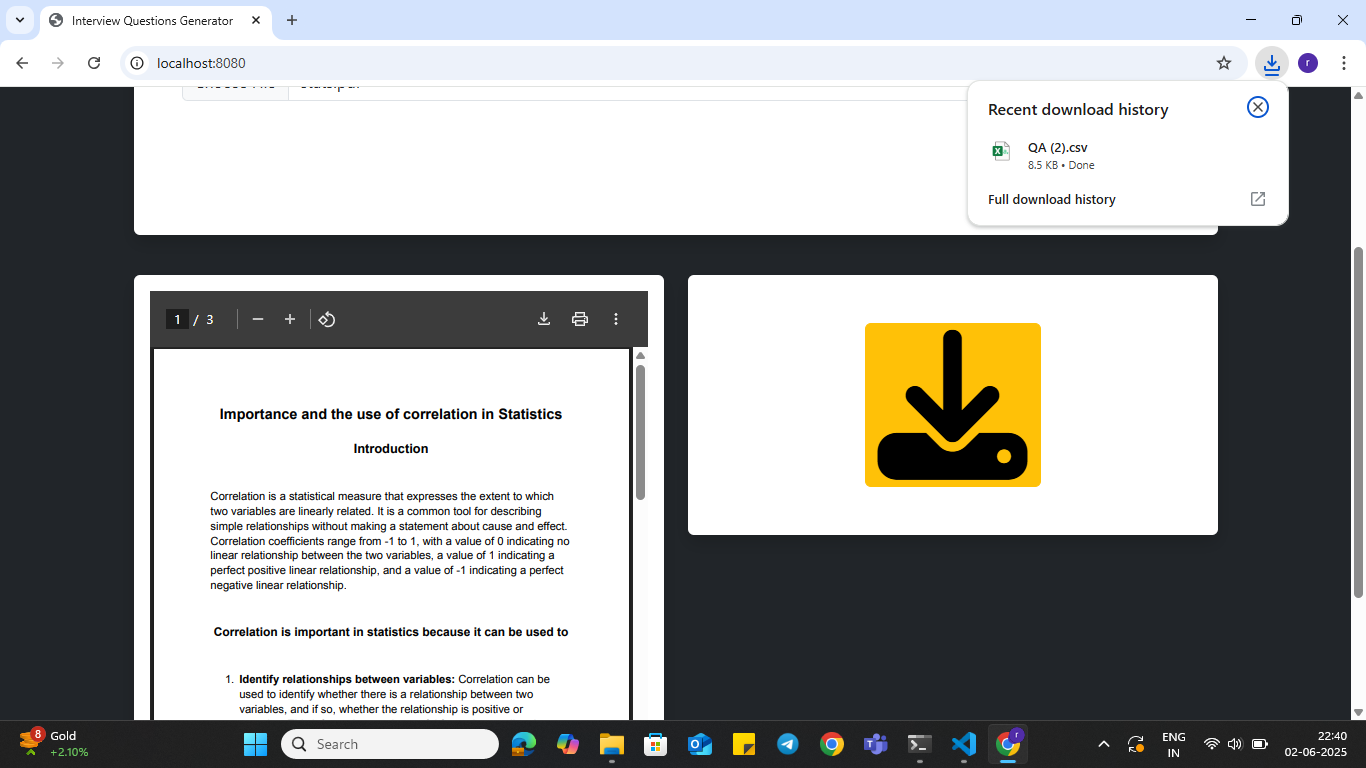 Interview Questions Generator
localhost:8080
Recent download history
QA (2).csv
8.5 KB • Done
Full download history
1 / 3
Importance and the use of correlation in Statistics
Introduction
Correlation is a statistical measure that expresses the extent to which
two variables are linearly related. It is a common tool for describing
simple relationships without making a statement about cause and effect.
Correlation coefficients range from -1 to 1, with a value of 0 indicating no
linear relationship between the two variables, a value of 1 indicating a
perfect positive linear relationship, and a value of -1 indicating a perfect
negative linear relationship.
Correlation is important in statistics because it can be used to
1. Identify relationships between variables: Correlation can be
used to identify whether there is a relationship between two
variables, and if so, whether the relationship is positive or
8
Gold
+2.10%
Search
ENG
IN
22:40
02-06-2025
r
r